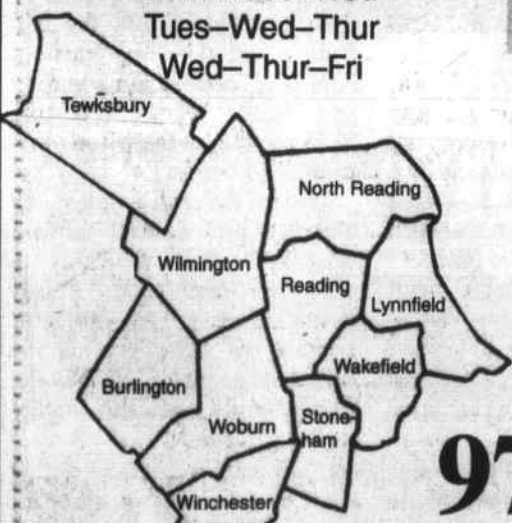 Tues–Wed–Thur
Wed–Thur–Fri
Tewksbury
North Reading
Wilmington
Reading
Lynnfield
Wakefield
Burlington
Stone-
ham
Woburn
Winchester
97